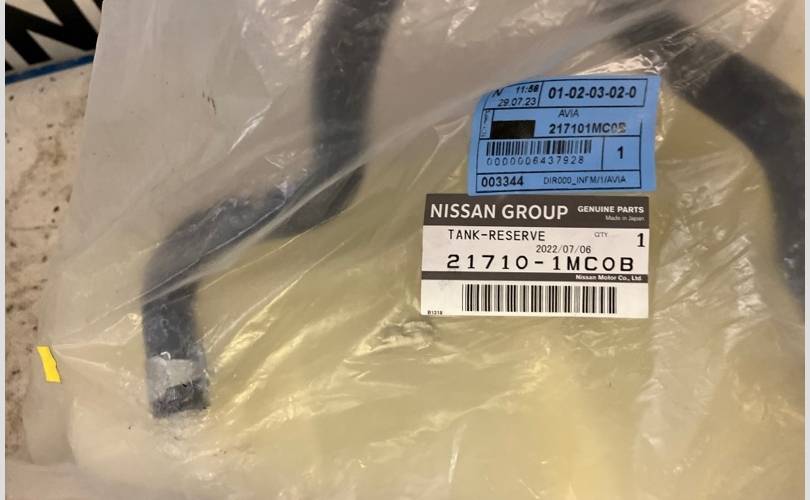 11:58
29.07.23
01-02-03-02-0
AVIA
217101MC0B
0000006437928
1
003344
DIR000_INFM/1/AVIA
NISSAN GROUP
GENUINE PARTS
Made in Japan
TANK-RESERVE
QTY
1
2022/07/06
21710-1MC0B
Nissan Motor Co., Ltd.